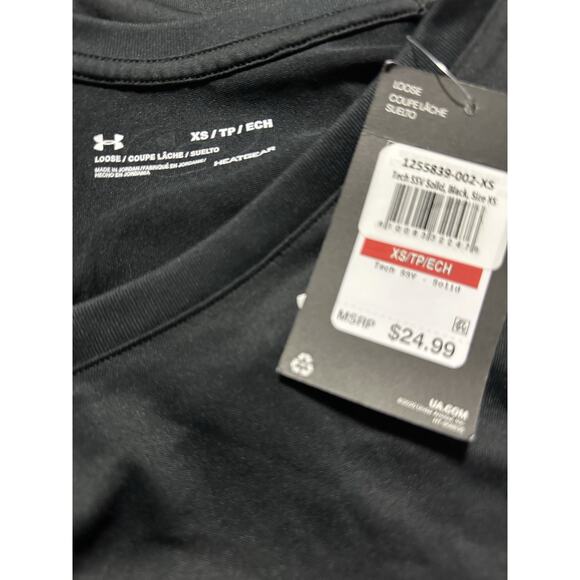 XS / TP / ECH
LOOSE / COUPE LÂCHE / SUELTO
MADE IN JORDAN / FABRIQUÉ EN JORDANIE /
HECHO EN JORDANIA
HEATGEAR
LOOSE
COUPE LÂCHE
SUELTO
1255839-002-XS
Tech SSV Solid, Black, Size XS
XS/TP/ECH
Tech SSV - Solid
MSRP
$24.99
UA.COM